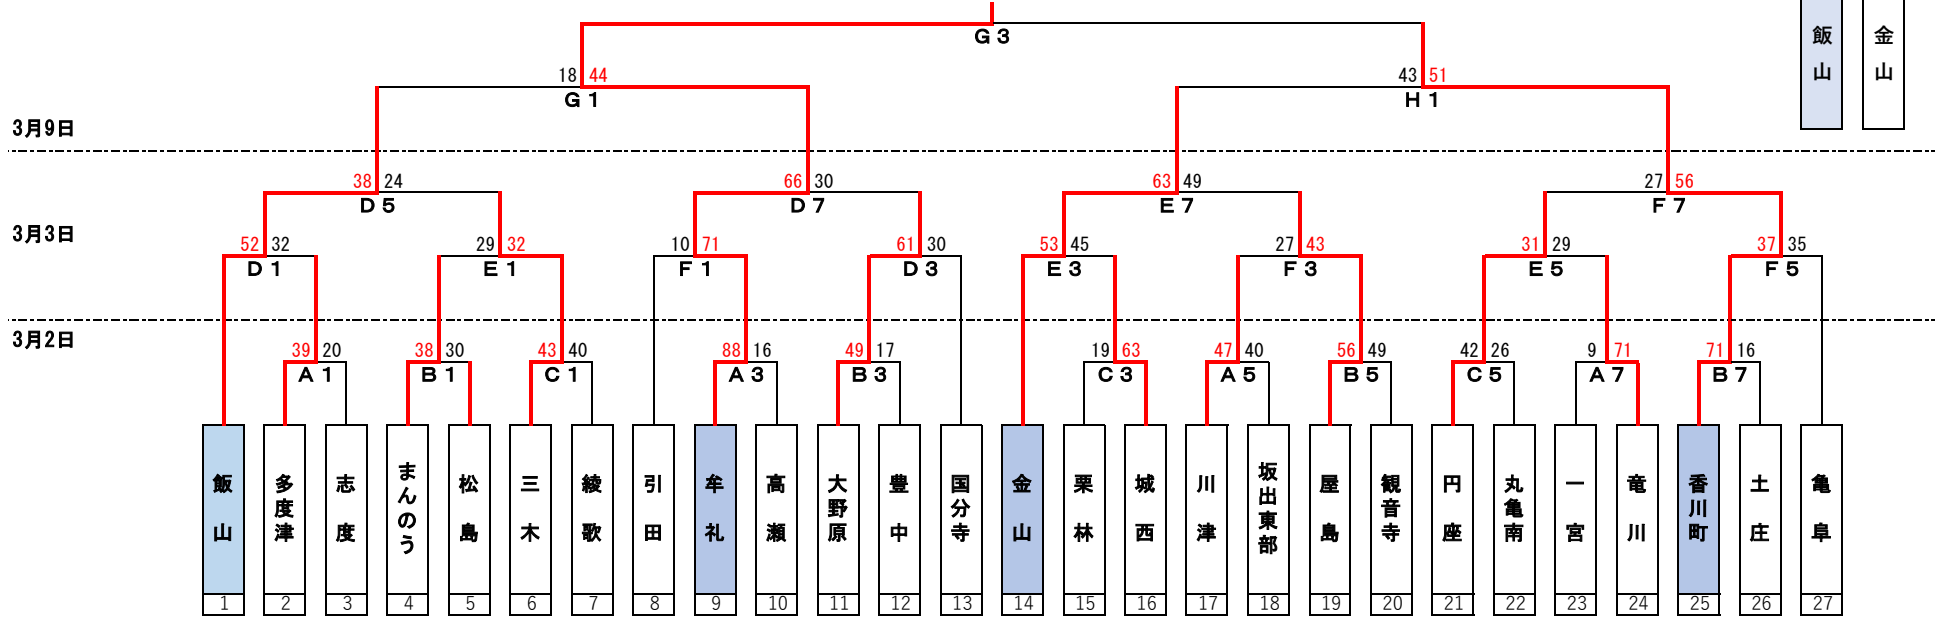 G3
飯山 金山
18 44 43 51
G1 H1
3月9日
38 24 66 30 63 49 27 56
D5 D7 E7 F7
3月3日
52 32 29 32 10 71 61 30 53 45 27 43 31 29 37 35
D1 E1 F1 D3 E3 F3 E5 F5
3月2日
39 20 38 30 43 40 88 16 49 17 19 63 47 40 56 49 42 26 9 71 71 16
A1 B1 C1 A3 B3 C3 A5 B5 C5 A7 B7
飯山 多度津 志度 まんのう 松島 三木 綾歌 引田 牟礼 高瀬 大野原 豊中 国分寺 金山 栗林 城西 川津 坂出東部 屋島 観音寺 円座 丸亀南 一宮 竜川 香川町 土庄 亀阜
1 2 3 4 5 6 7 8 9 10 11 12 13 14 15 16 17 18 19 20 21 22 23 24 25 26 27